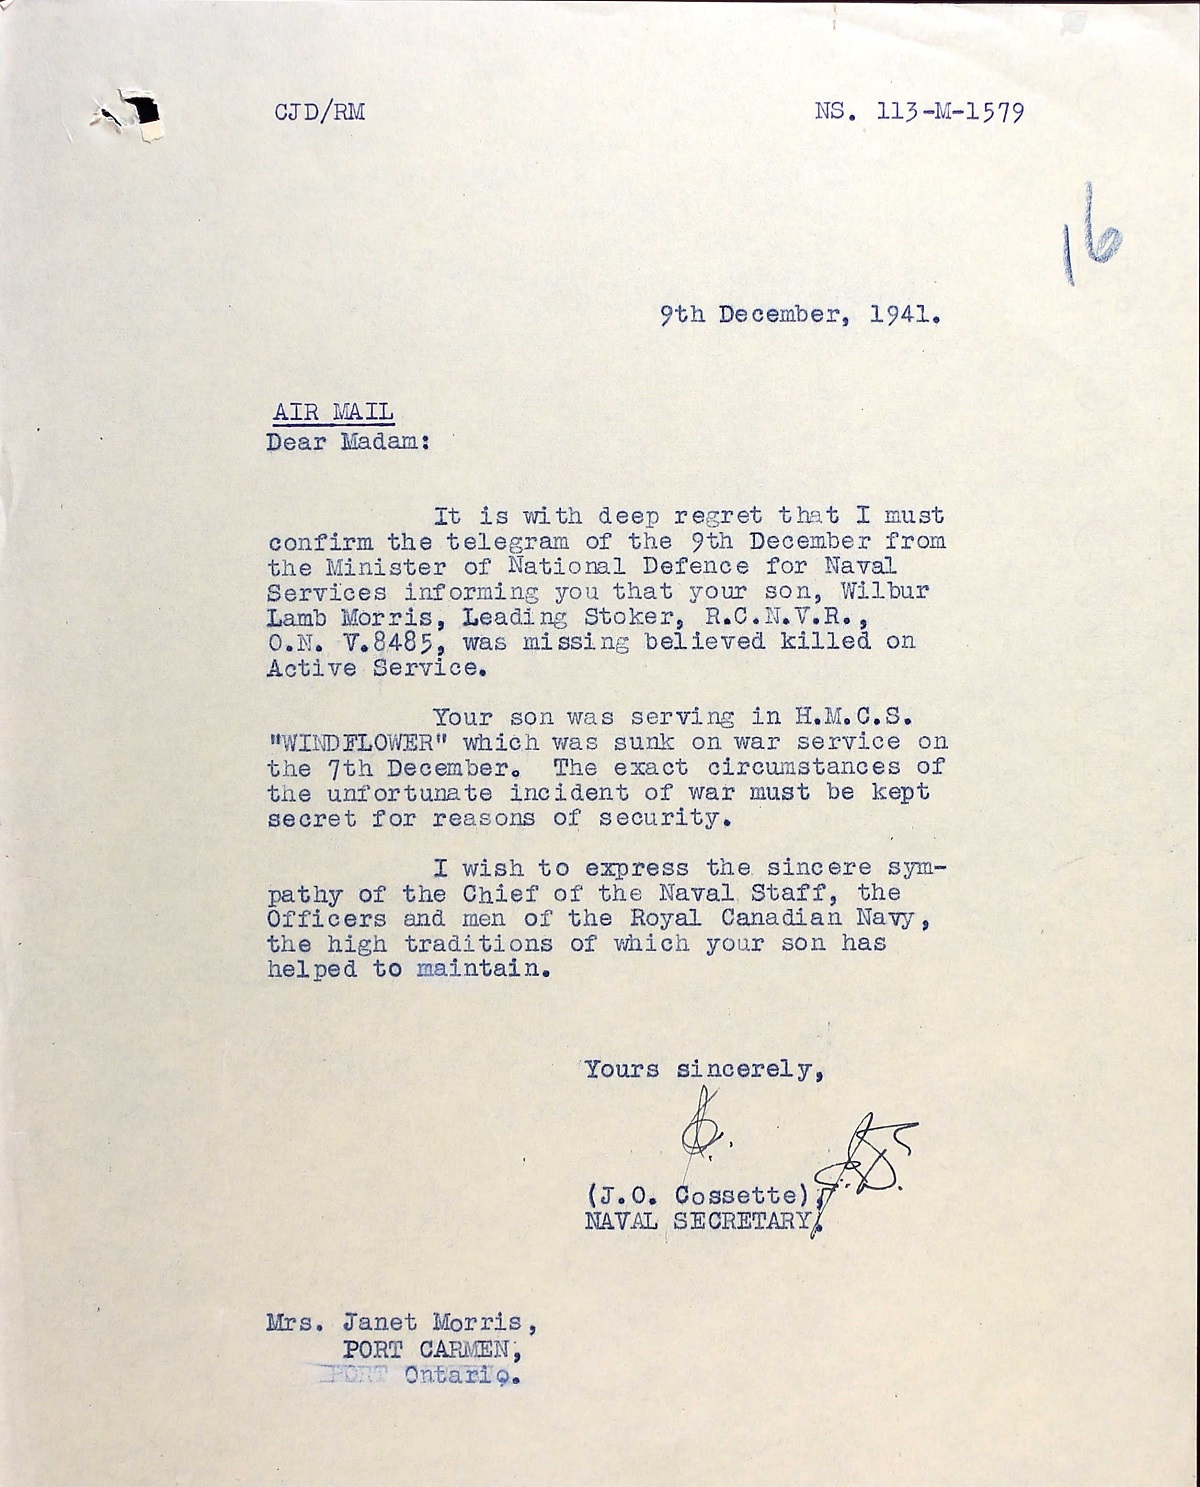 CJD/RM NS. 113-M-1579
16
9th December, 1941.
AIR MAIL
Dear Madam:
It is with deep regret that I must
confirm the telegram of the 9th December from
the Minister of National Defence for Naval
Services informing you that your son, Wilbur
Lamb Morris, Leading Stoker, R.C.N.V.R.,
O.N. V.8485, was missing believed killed on
Active Service.
Your son was serving in H.M.C.S.
"WINDFLOWER" which was sunk on war service on
the 7th December. The exact circumstances of
the unfortunate incident of war must be kept
secret for reasons of security.
I wish to express the sincere sym-
pathy of the Chief of the Naval Staff, the
Officers and men of the Royal Canadian Navy,
the high traditions of which your son has
helped to maintain.
Yours sincerely,
(J.O. Cossette),
NAVAL SECRETARY.
Mrs. Janet Morris,
PORT CARMEN,
PORT Ontario.